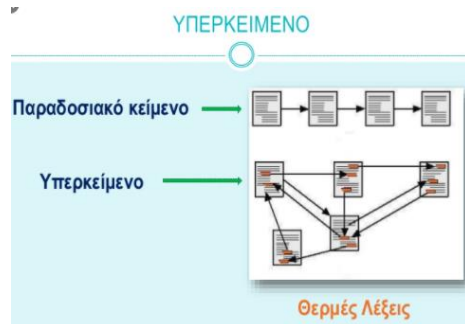 ΥΠΕΡΚΕΙΜΕΝΟ
Παραδοσιακό κείμενο
Υπερκείμενο
Θερμές Λέξεις